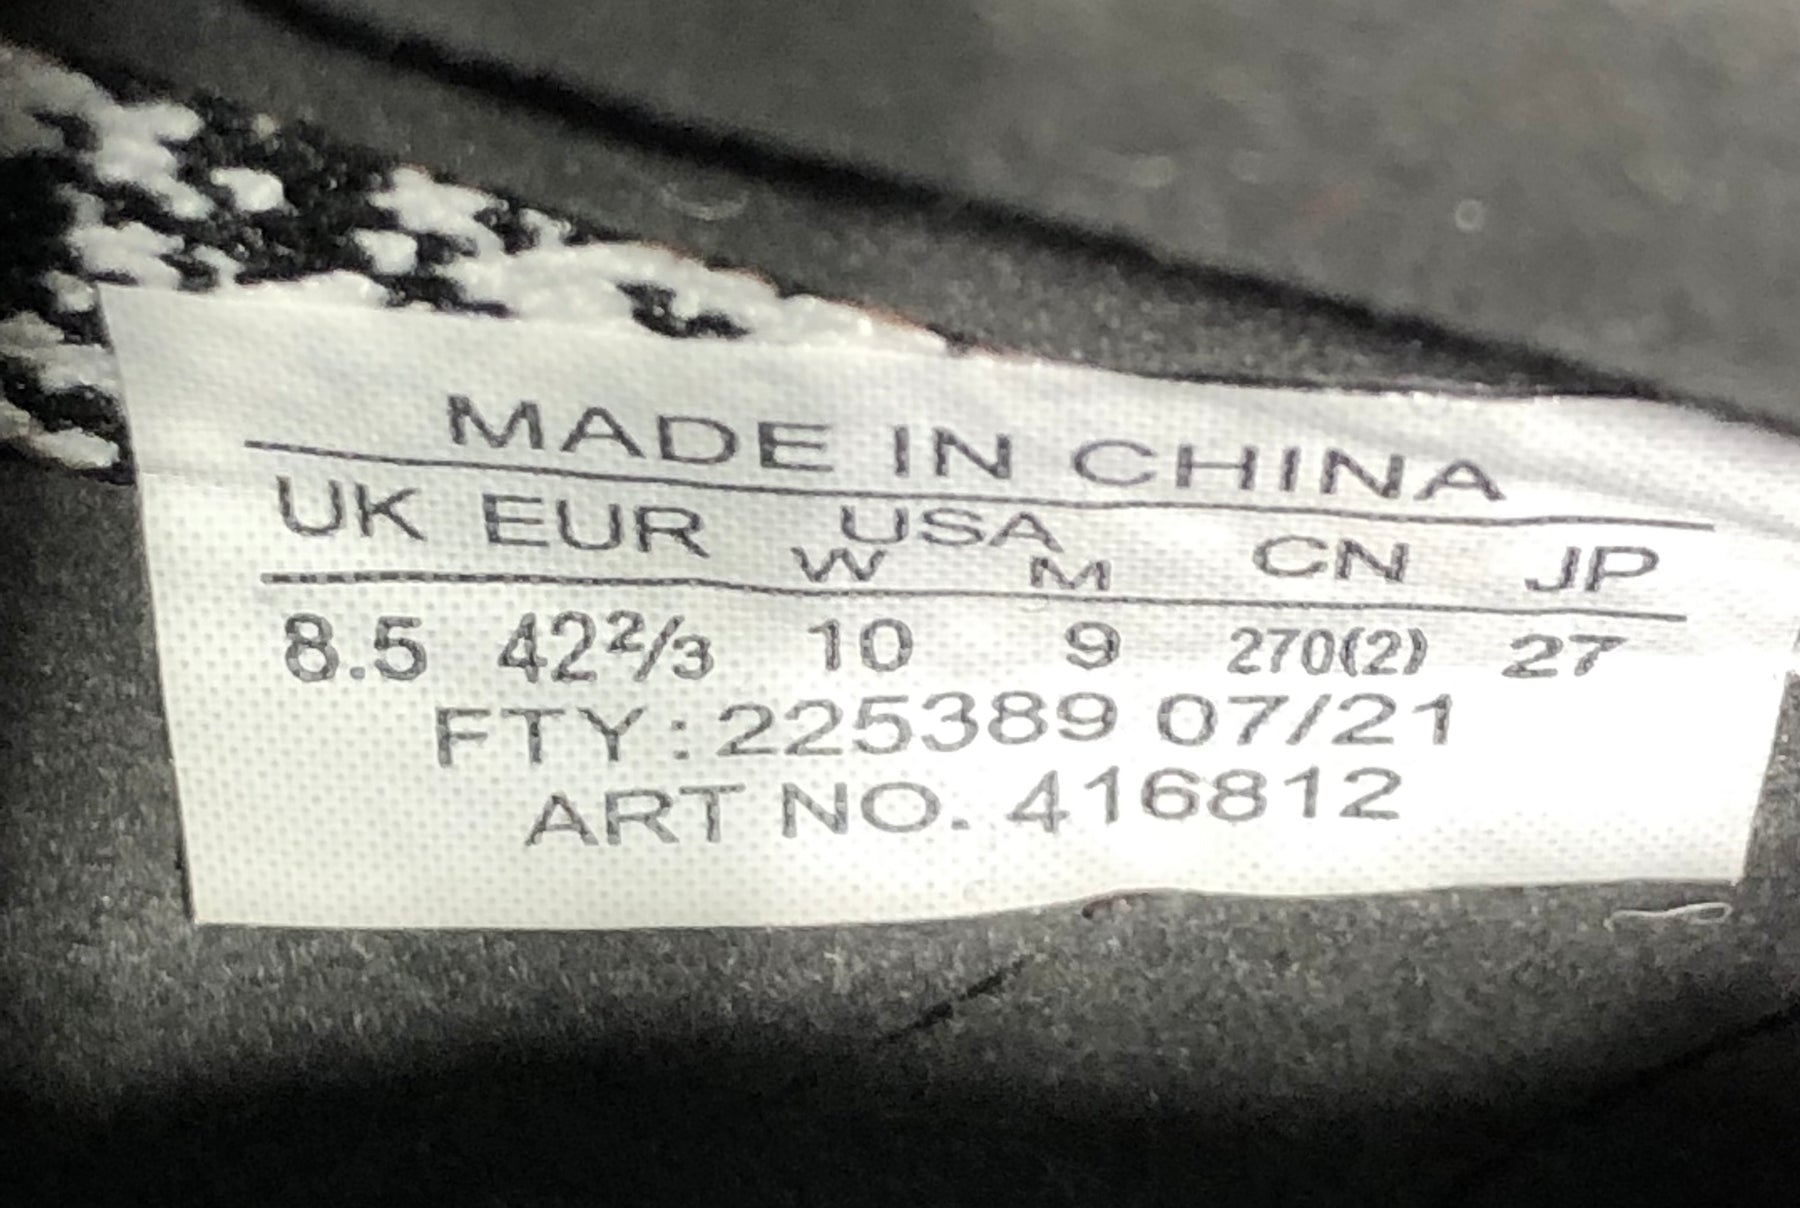 MADE IN CHINA
UK EUR USA CN JP
W M
8.5 42⅔ 10 9 270(2) 27
FTY: 225389 07/21
ART NO. 416812